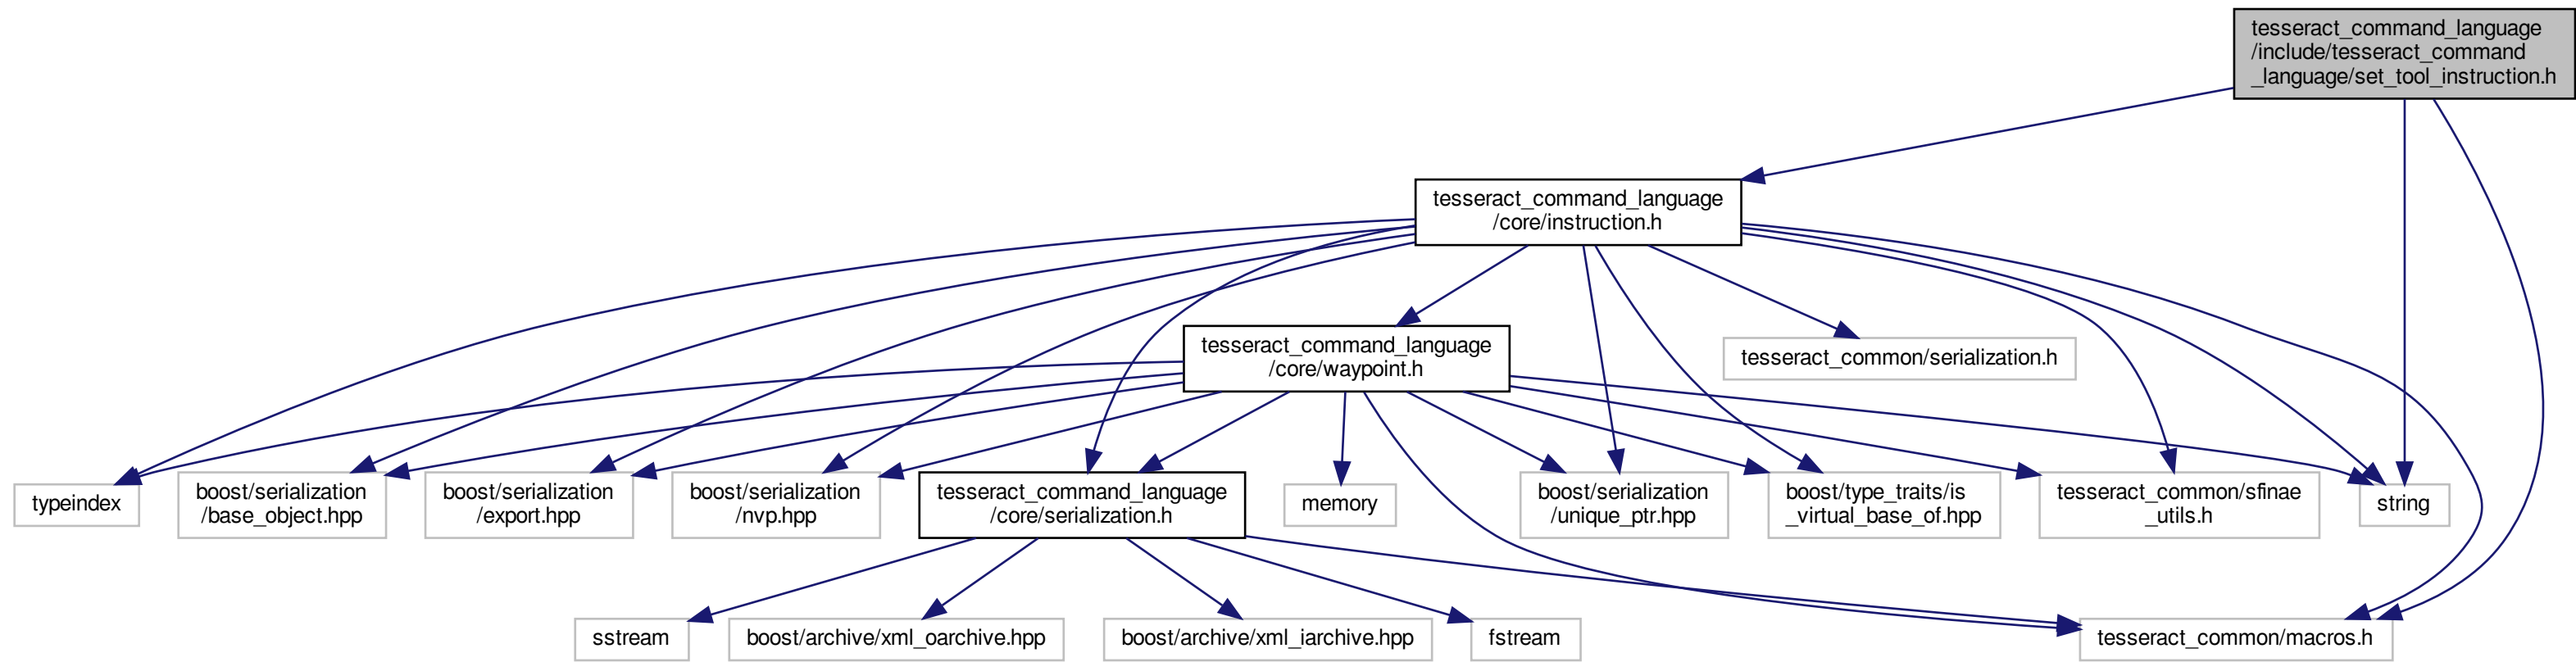 tesseract_command_language
/include/tesseract_command
_language/set_tool_instruction.h
tesseract_command_language
/core/instruction.h
tesseract_command_language
/core/waypoint.h
tesseract_common/serialization.h
typeindex
boost/serialization
/base_object.hpp
boost/serialization
/export.hpp
boost/serialization
/nvp.hpp
tesseract_command_language
/core/serialization.h
memory
boost/serialization
/unique_ptr.hpp
boost/type_traits/is
_virtual_base_of.hpp
tesseract_common/sfinae
_utils.h
string
sstream
boost/archive/xml_oarchive.hpp
boost/archive/xml_iarchive.hpp
fstream
tesseract_common/macros.h